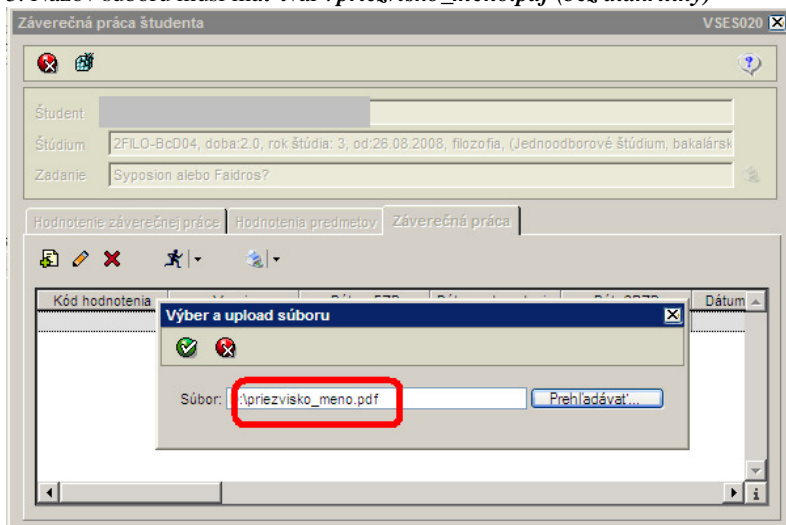 Záverečná práca študenta VSES020
Študent
Štúdium 2FILO-BcD04, doba:2.0, rok štúdia: 3, od:26.08.2008, filozofia, (Jednoodborové štúdium, bakalársk
Zadanie Syposion alebo Faidros?
Hodnotenie záverečnej práce Hodnotenia predmetov Záverečná práca
Kód hodnotenia Dátum
Výber a upload súboru
Súbor: :\priezvisko_meno.pdf Prehľadávať...